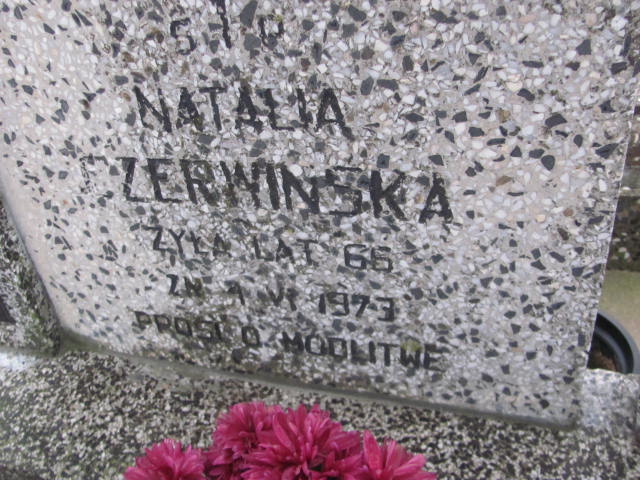 Ś P
NATALIA
CZERWIŃSKA
ŻYŁA LAT 66
ZM 4 VI 1973
PROSI O MODLITWĘ